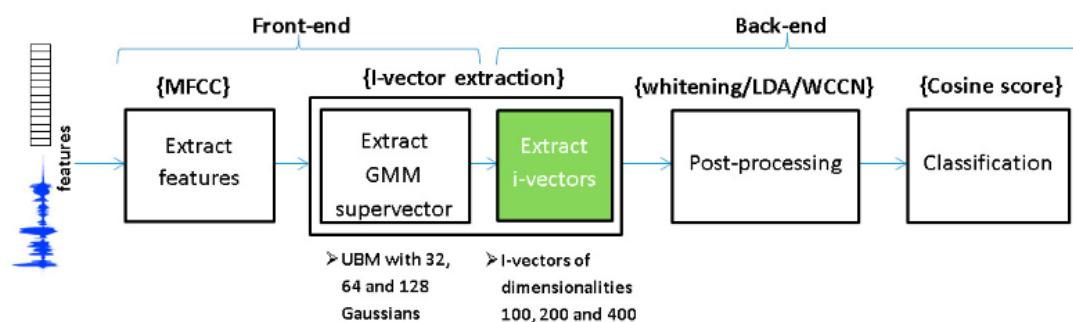 Front-end
Back-end
{MFCC}
{I-vector extraction}
{whitening/LDA/WCCN}
{Cosine score}
features
Extract
features
Extract
GMM
supervector
Extract
i-vectors
Post-processing
Classification
➢UBM with 32,
64 and 128
Gaussians
➢I-vectors of
dimensionalities
100, 200 and 400